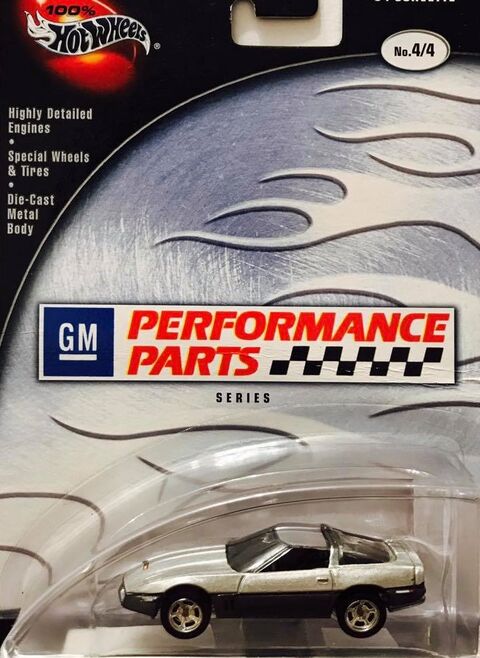 100%
Hot Wheels®
No.4/4
Highly Detailed
Engines
•
Special Wheels
& Tires
•
Die-Cast
Metal
Body
GM
PERFORMANCE
PARTS
SERIES